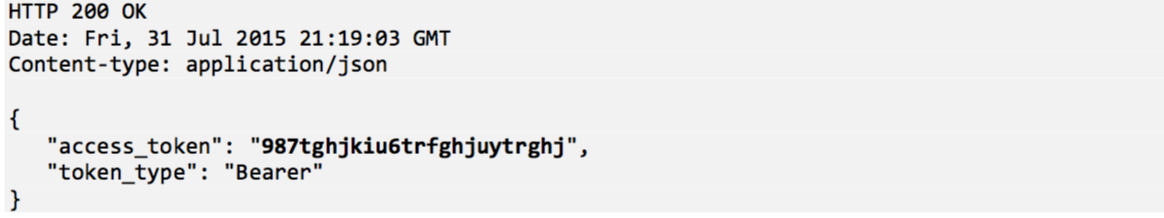 HTTP 200 OK
Date: Fri, 31 Jul 2015 21:19:03 GMT
Content-type: application/json
{
"access_token": "987tghjkiu6trfghjuytrghj",
"token_type": "Bearer"
}